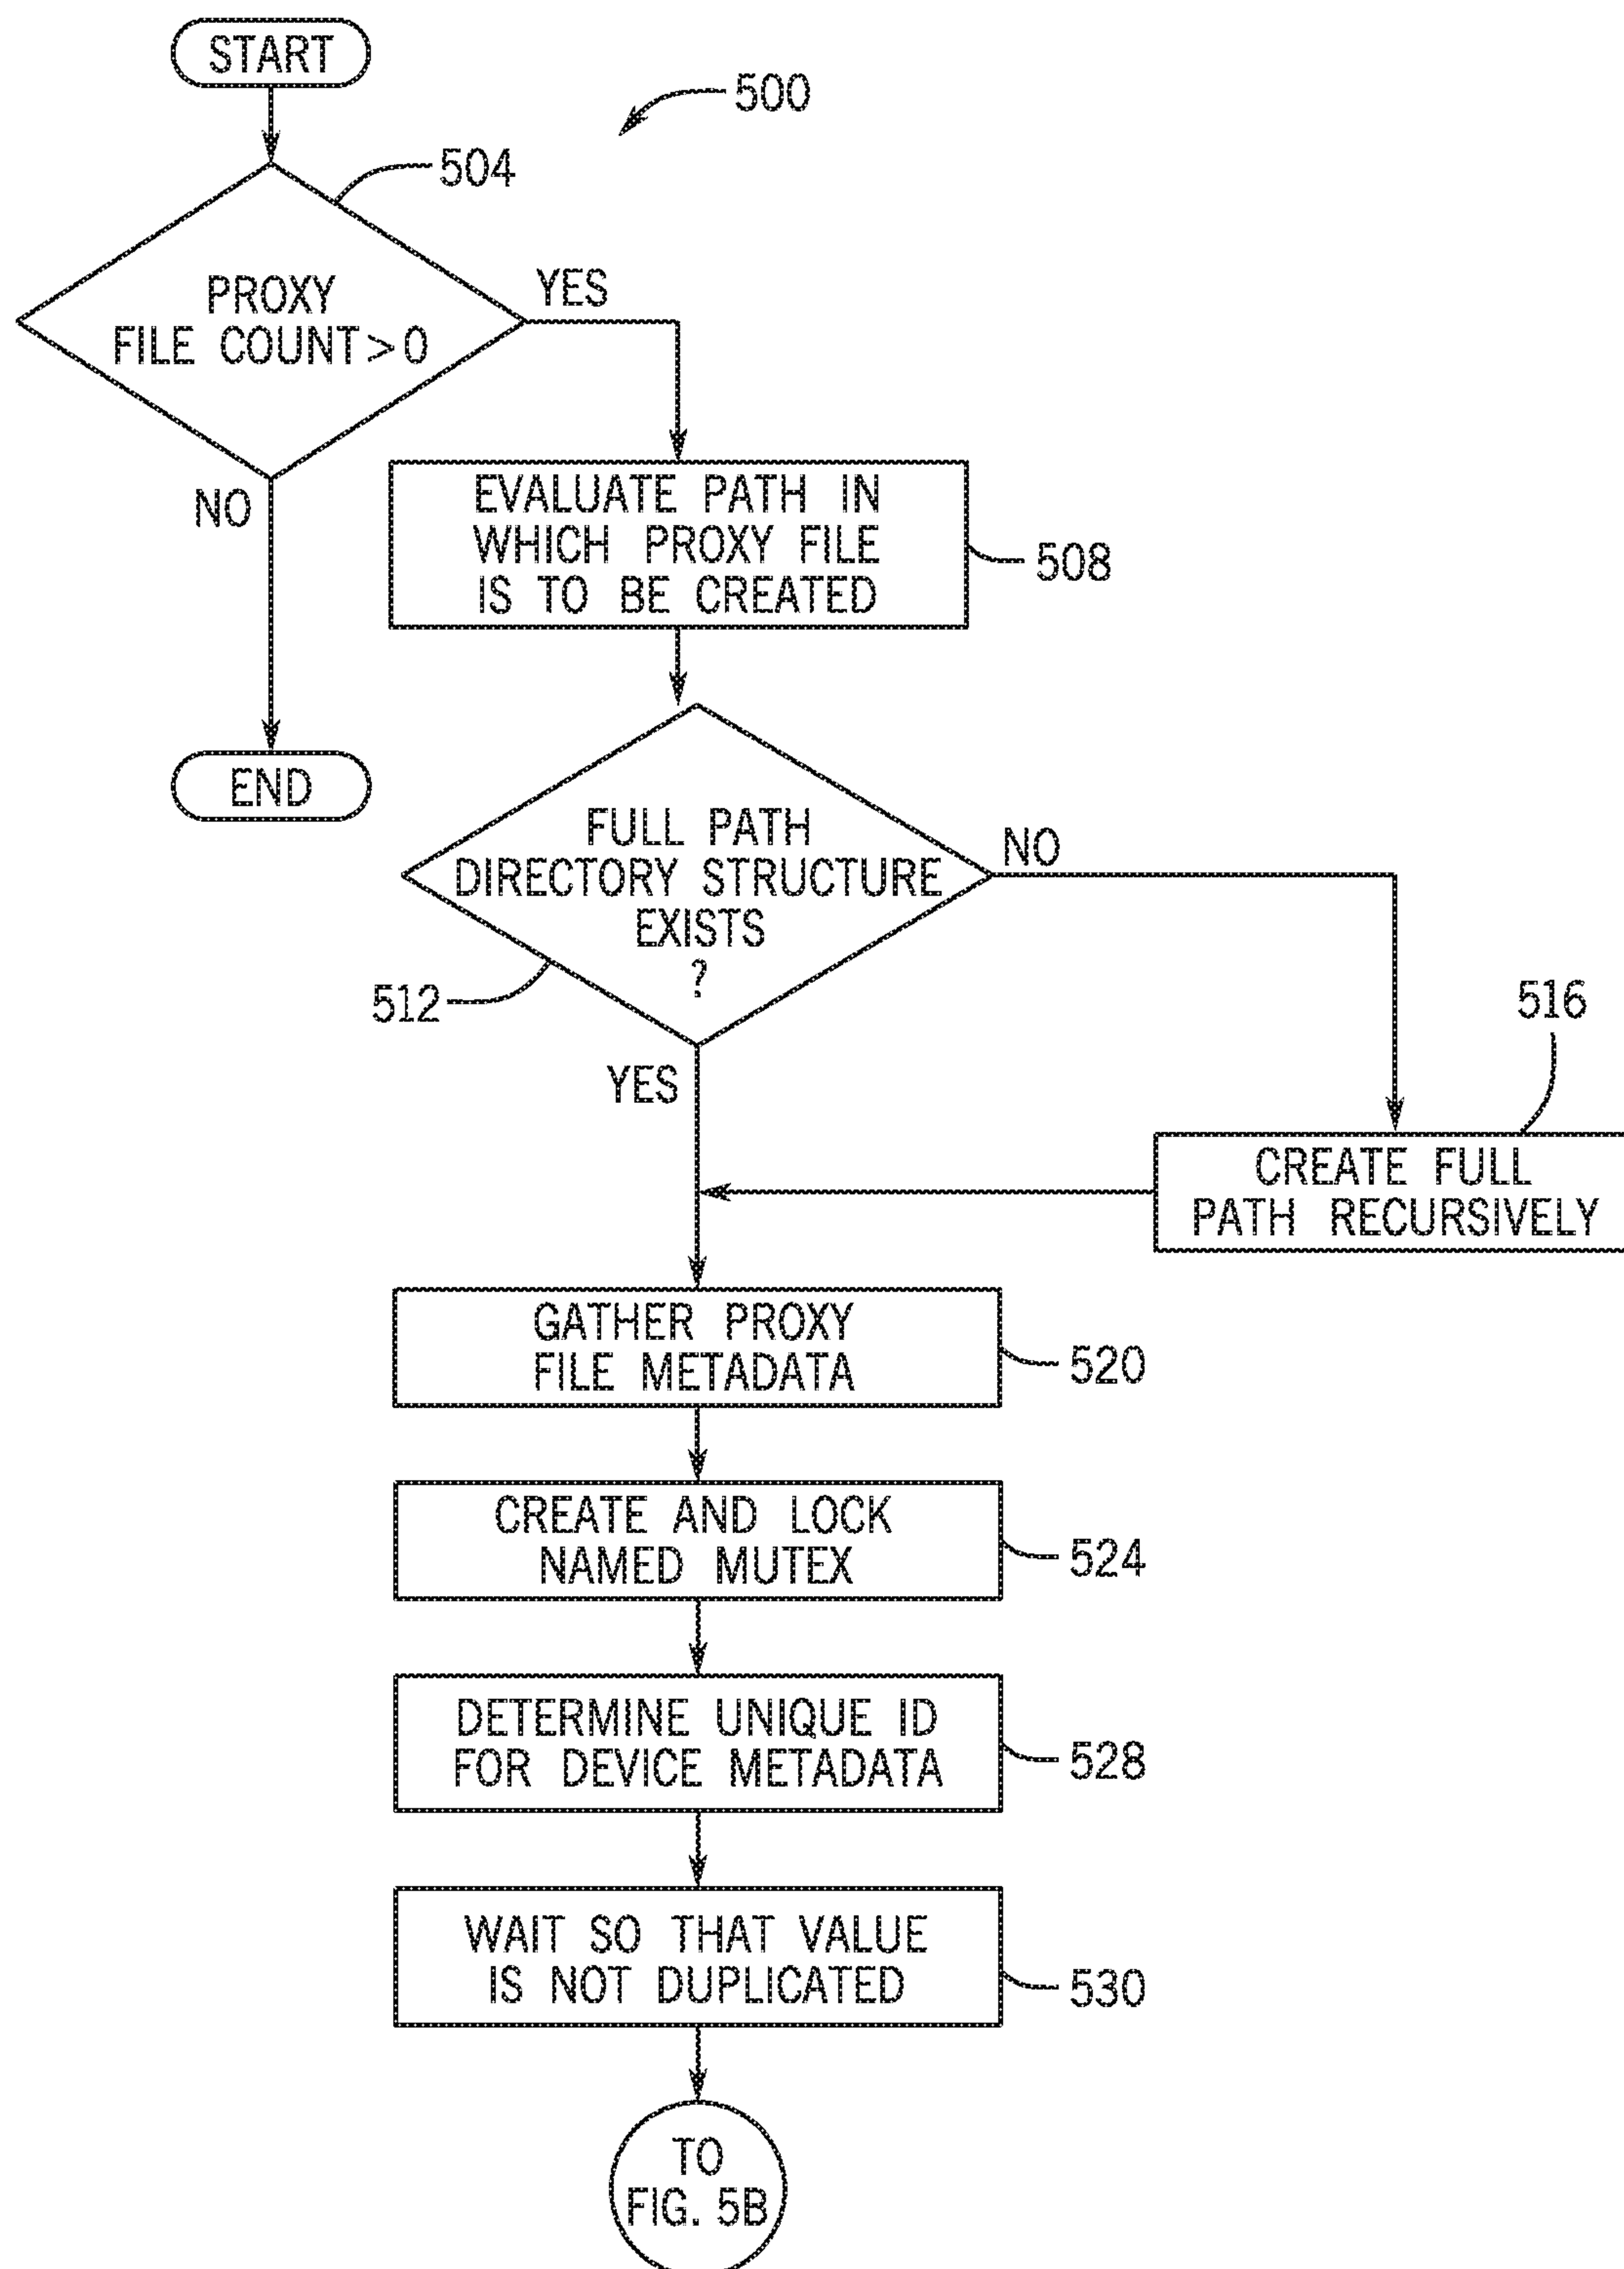 START
500
504
PROXY
FILE COUNT>0
YES
NO
EVALUATE PATH IN
WHICH PROXY FILE
IS TO BE CREATED
508
END
FULL PATH
DIRECTORY STRUCTURE
EXISTS
?
NO
512
YES
516
CREATE FULL
PATH RECURSIVELY
GATHER PROXY
FILE METADATA
520
CREATE AND LOCK
NAMED MUTEX
524
DETERMINE UNIQUE ID
FOR DEVICE METADATA
528
WAIT SO THAT VALUE
IS NOT DUPLICATED
530
TO
FIG. 5B